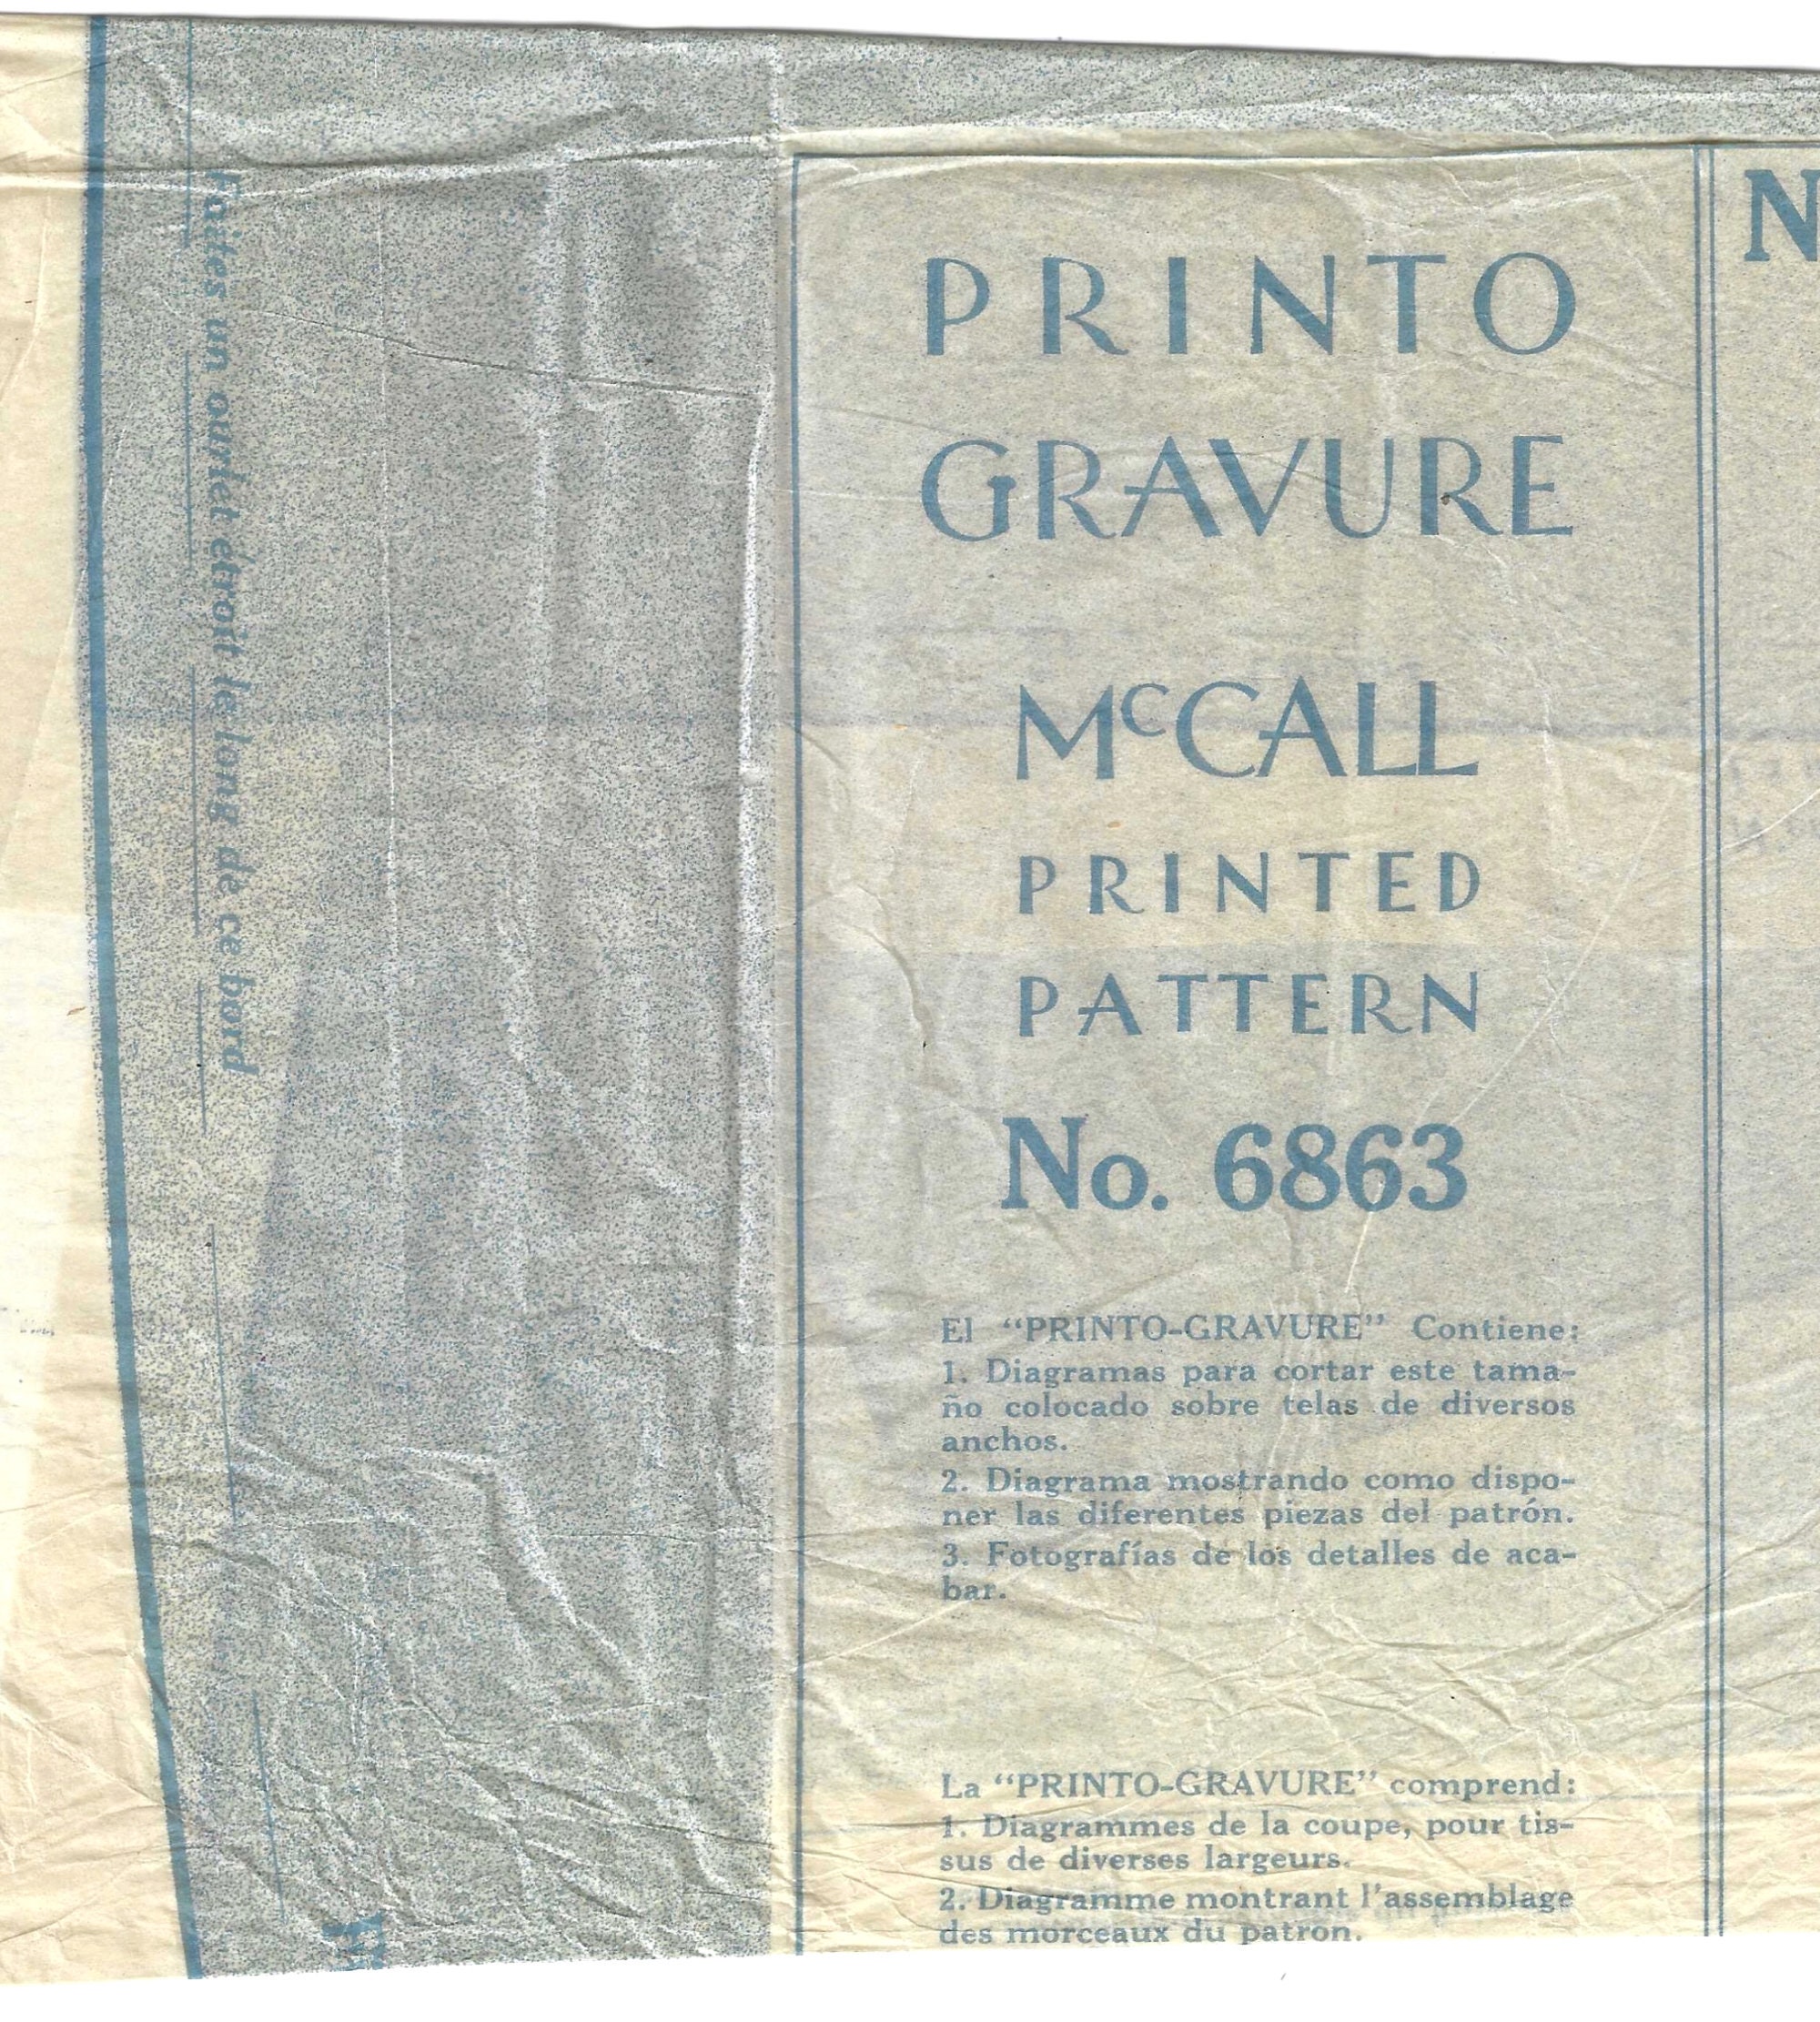 Faites un ourlet étroit le long de ce bord
PRINTO
GRAVURE
McCALL
PRINTED
PATTERN
No. 6863
El “PRINTO-GRAVURE” Contiene:
1. Diagramas para cortar este tama-
ño colocado sobre telas de diversos
anchos.
2. Diagrama mostrando como dispo-
ner las diferentes piezas del patrón.
3. Fotografías de los detalles de aca-
bar.
La “PRINTO-GRAVURE” comprend:
1. Diagrammes de la coupe, pour tis-
sus de diverses largeurs.
2. Diagramme montrant l'assemblage
des morceaux du patron.
N